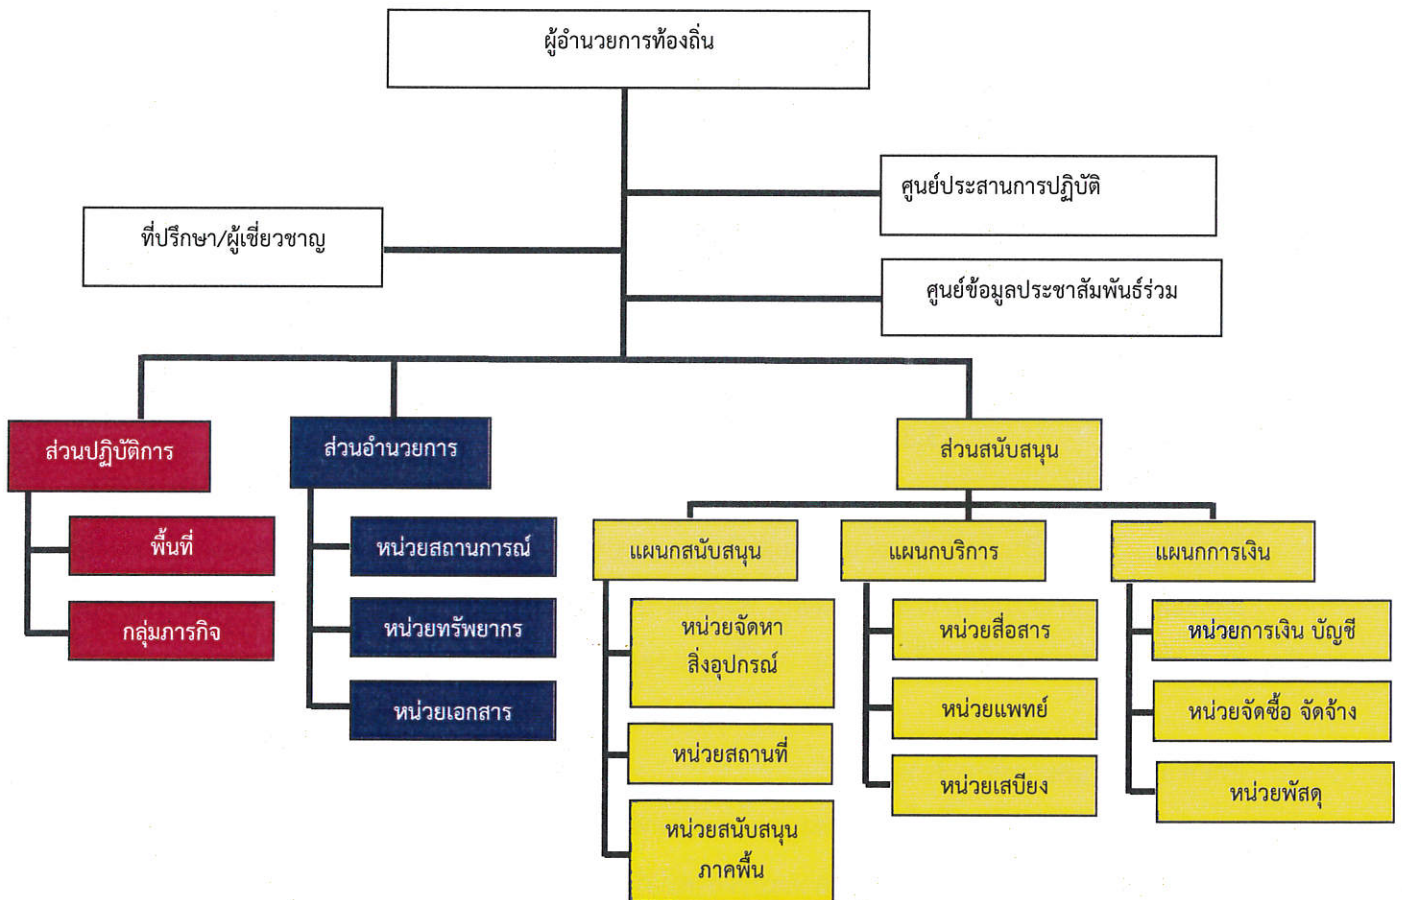 ผู้อำนวยการท้องถิ่น
ศูนย์ประสานการปฏิบัติ
ที่ปรึกษา/ผู้เชี่ยวชาญ
ศูนย์ข้อมูลประชาสัมพันธ์ร่วม
ส่วนปฏิบัติการ
พื้นที่
กลุ่มภารกิจ
ส่วนอำนวยการ
หน่วยสถานการณ์
หน่วยทรัพยากร
หน่วยเอกสาร
ส่วนสนับสนุน
แผนกสนับสนุน
หน่วยจัดหา
สิ่งอุปกรณ์
หน่วยสถานที่
หน่วยสนับสนุน
ภาคพื้น
แผนกบริการ
หน่วยสื่อสาร
หน่วยแพทย์
หน่วยเสบียง
แผนกการเงิน
หน่วยการเงิน บัญชี
หน่วยจัดซื้อ จัดจ้าง
หน่วยพัสดุ